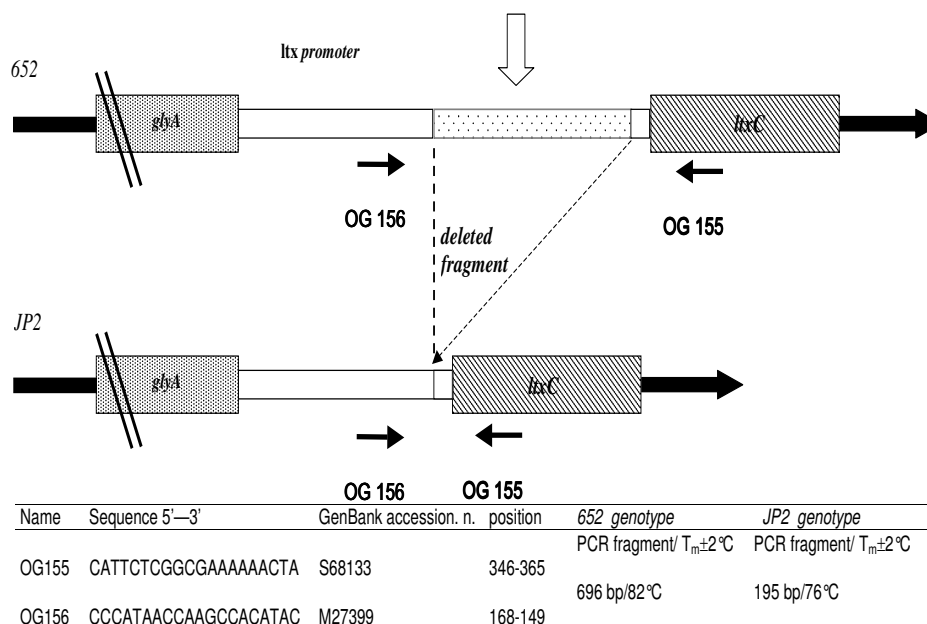 ltx promoter
652
glyA
ltxC
OG 156
OG 155
deleted
fragment
JP2
glyA
ltxC
OG 156 OG 155
Name Sequence 5'—3' GenBank accession. n. position 652 genotype JP2 genotype
PCR fragment/ Tm±2°C PCR fragment/ Tm±2°C
OG155 CATTCTCGGCGAAAAAACTA S68133 346-365
696 bp/82°C 195 bp/76°C
OG156 CCCATAACCAAGCCACATAC M27399 168-149